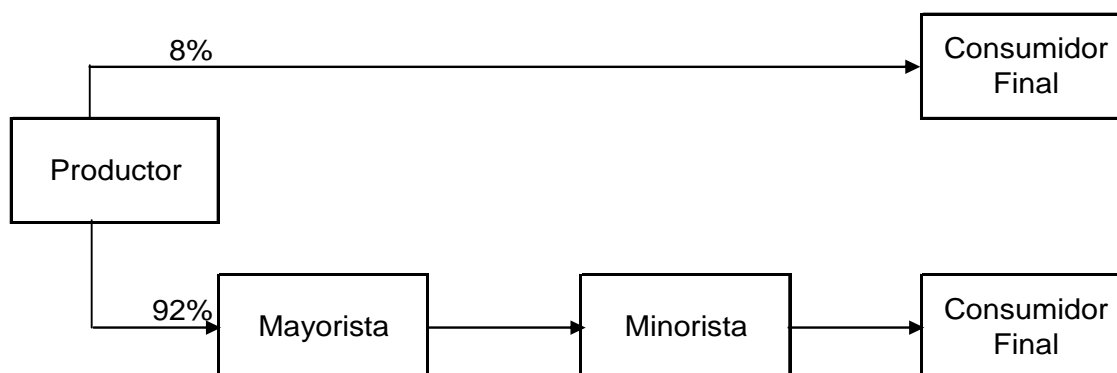 8%
Consumidor
Final
Productor
92%
Mayorista
Minorista
Consumidor
Final